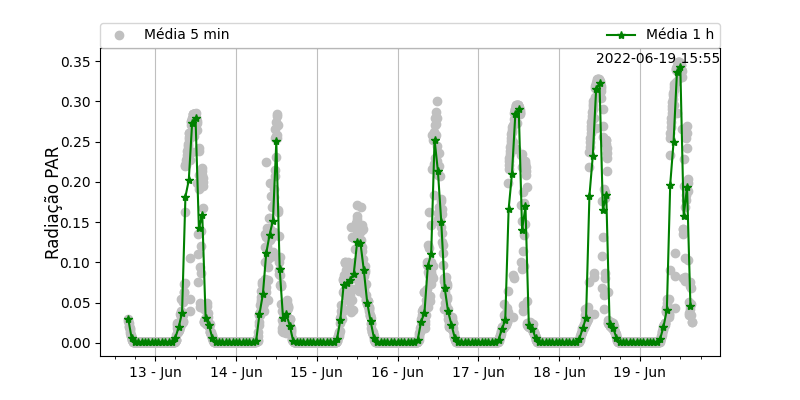 Média 5 min
Média 1 h
2022-06-19 15:55
Radiação PAR
0.35
0.30
0.25
0.20
0.15
0.10
0.05
0.00
13 - Jun
14 - Jun
15 - Jun
16 - Jun
17 - Jun
18 - Jun
19 - Jun